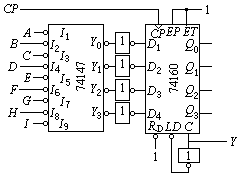 CP 1
A I₁ CP EP ET
B I₂ Y₀ 1 D₁ Q₀
C I₃
D I₄ Y₁ 1 D₂ Q₁
E I₅ 74147 74160
F I₆ Y₂ 1 D₃ Q₂
G I₇
H I₈ Y₃ 1 D₄ Q₃
I I₉ R_D LD C
1 Y
1